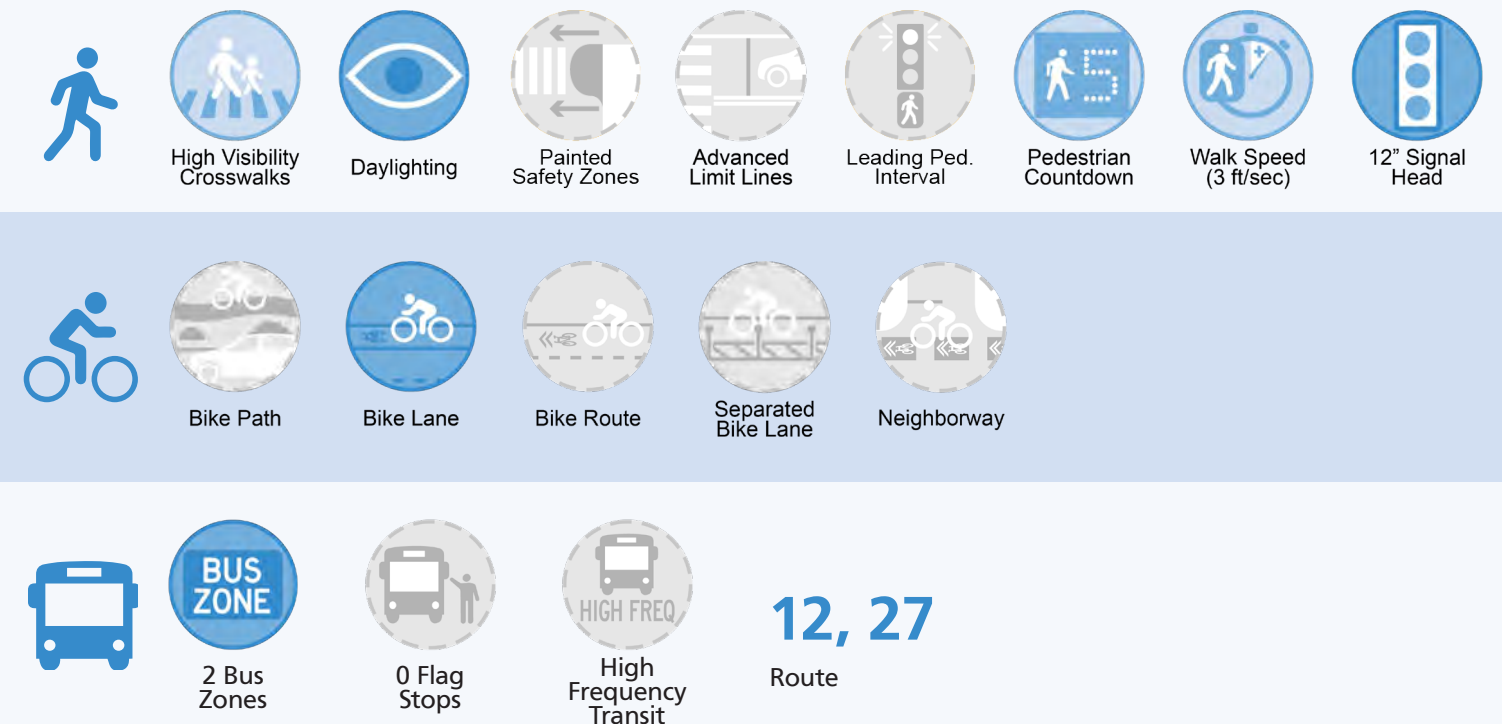 High Visibility
Crosswalks
Daylighting
Painted
Safety Zones
Advanced
Limit Lines
Leading Ped.
Interval
Pedestrian
Countdown
Walk Speed
(3 ft/sec)
12” Signal
Head
Bike Path
Bike Lane
Bike Route
Separated
Bike Lane
Neighborway
BUS
ZONE
2 Bus
Zones
0 Flag
Stops
HIGH FREQ
High
Frequency
Transit
12, 27
Route